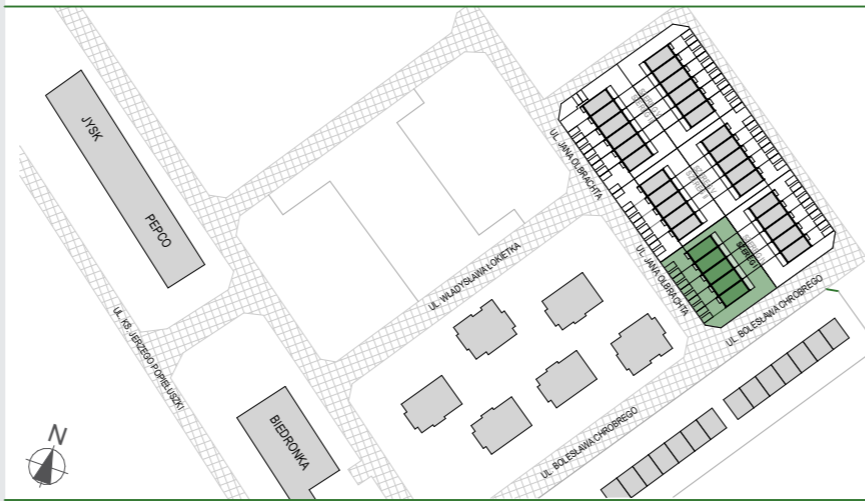 JYSK
PEPCO
UL. JANA OLBRACHTA
UL. WŁADYSŁAWA ŁOKIETKA
UL. JANA OLBRACHTA
SZEREG I
UL. BOLESŁAWA CHROBREGO
UL. KS. JERZEGO POPIEŁUSZKI
BIEDRONKA
UL. BOLESŁAWA CHROBREGO
N